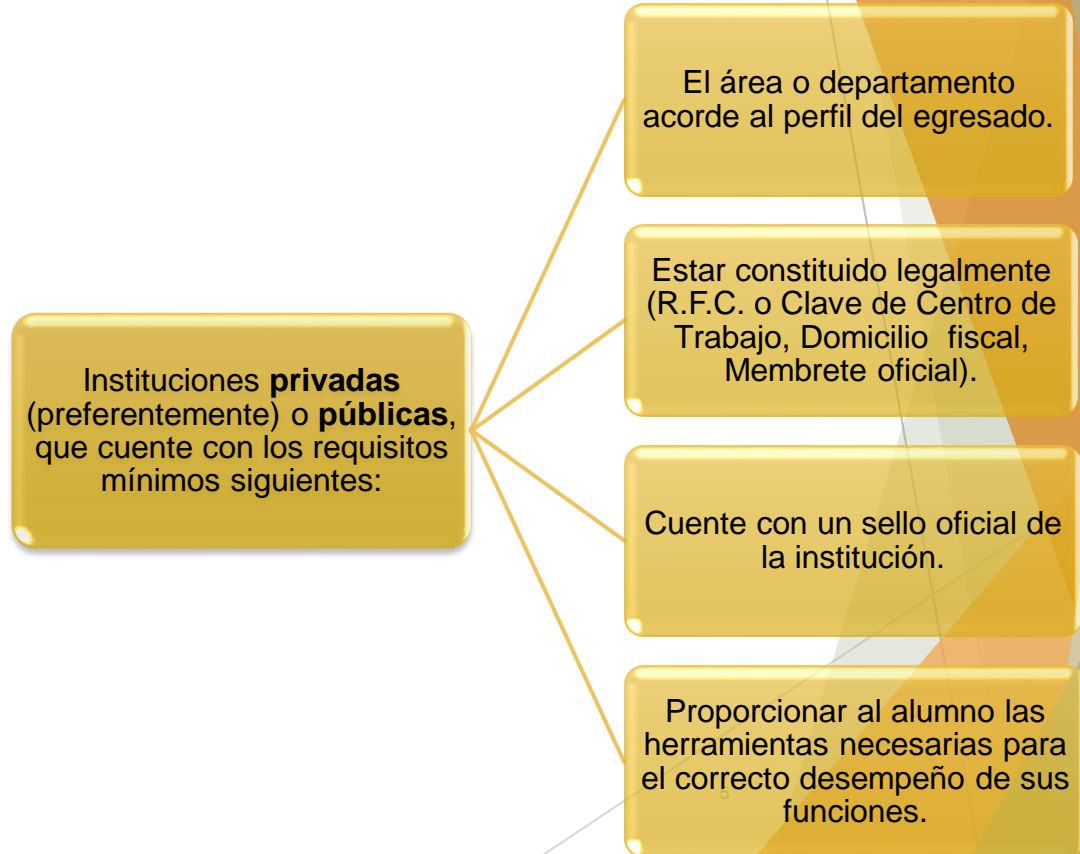 Instituciones privadas
(preferentemente) o públicas,
que cuente con los requisitos
mínimos siguientes:
El área o departamento
acorde al perfil del egresado.
Estar constituido legalmente
(R.F.C. o Clave de Centro de
Trabajo, Domicilio fiscal,
Membrete oficial).
Cuente con un sello oficial de
la institución.
Proporcionar al alumno las
herramientas necesarias para
el correcto desempeño de sus
funciones.
5